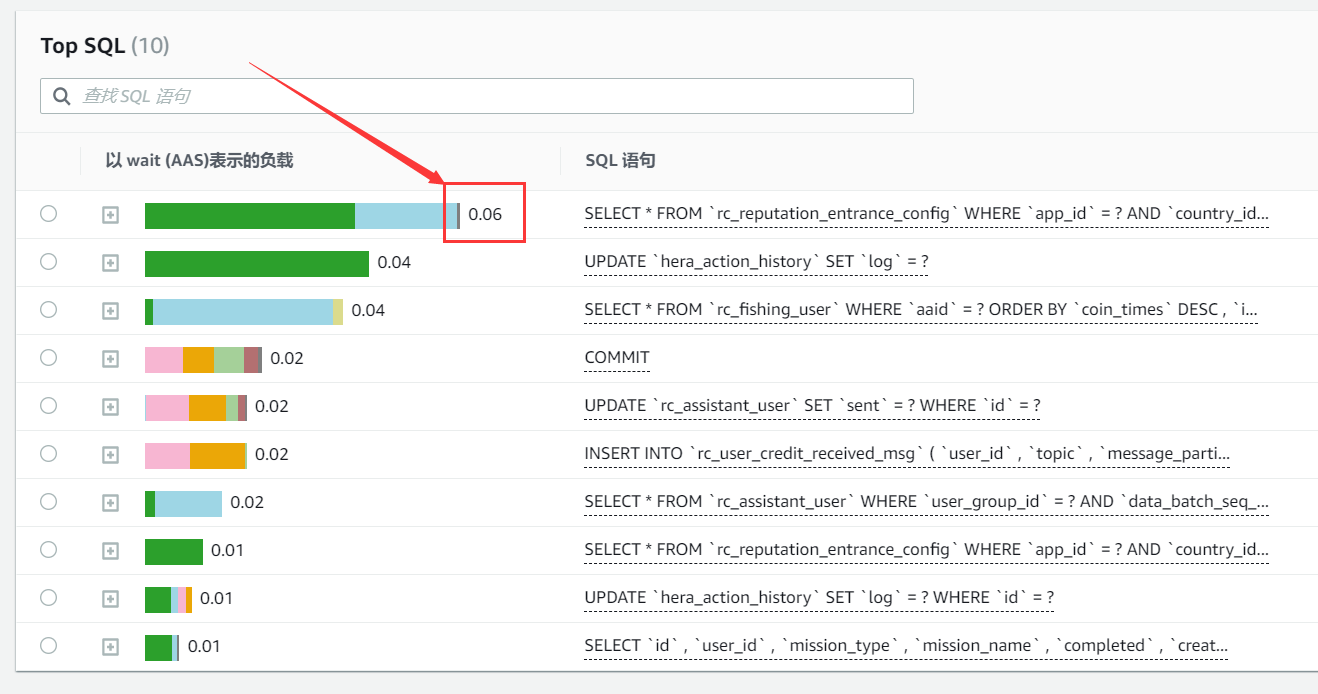 Top SQL (10)
查找 SQL 语句
以 wait (AAS)表示的负载 SQL 语句
0.06 SELECT * FROM `rc_reputation_entrance_config` WHERE `app_id` = ? AND `country_id...
0.04 UPDATE `hera_action_history` SET `log` = ?
0.04 SELECT * FROM `rc_fishing_user` WHERE `aaid` = ? ORDER BY `coin_times` DESC , `i...
0.02 COMMIT
0.02 UPDATE `rc_assistant_user` SET `sent` = ? WHERE `id` = ?
0.02 INSERT INTO `rc_user_credit_received_msg` ( `user_id` , `topic` , `message_parti...
0.02 SELECT * FROM `rc_assistant_user` WHERE `user_group_id` = ? AND `data_batch_seq_...
0.01 SELECT * FROM `rc_reputation_entrance_config` WHERE `app_id` = ? AND `country_id...
0.01 UPDATE `hera_action_history` SET `log` = ? WHERE `id` = ?
0.01 SELECT `id` , `user_id` , `mission_type` , `mission_name` , `completed` , `creat...